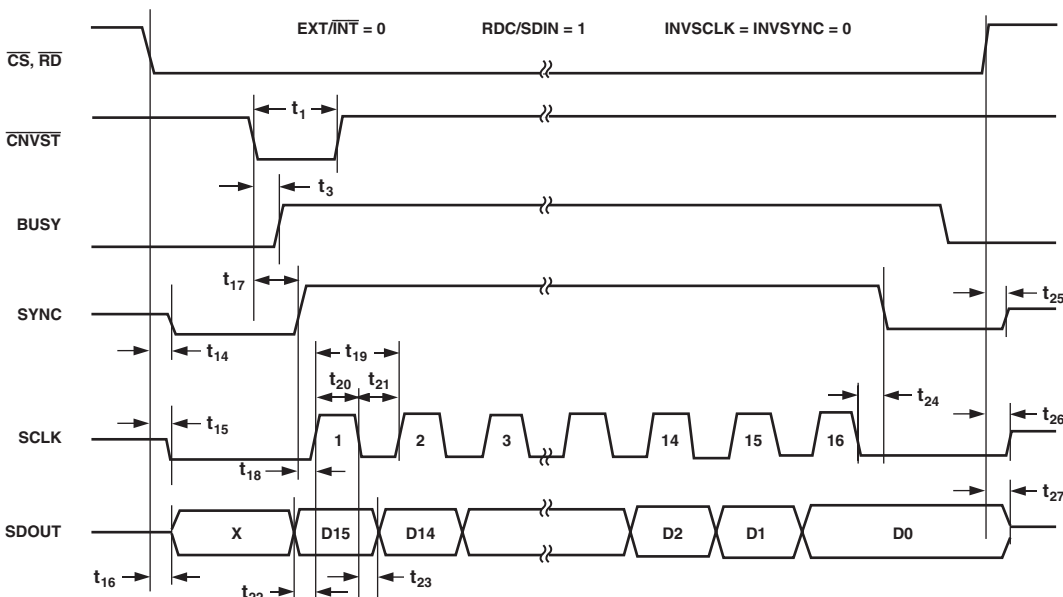 EXT/INT = 0 RDC/SDIN = 1 INVSCLK = INVSYNC = 0
CS, RD
t1
CNVST
t3
BUSY
t17
SYNC
t25
t14
t19
t20 t21
t24
t15
t26
SCLK
1 2 3 14 15 16
t18
t27
SDOUT
X D15 D14 D2 D1 D0
t16
t23